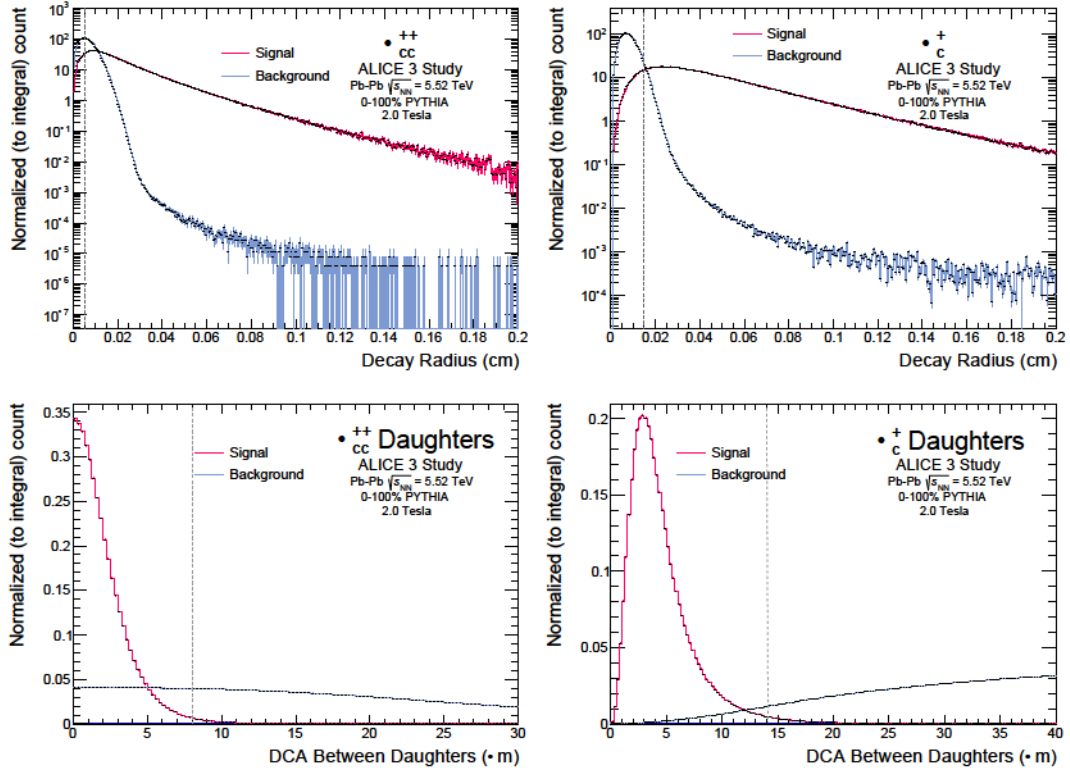 Normalized (to integral) count
10³
10²
10
1
10⁻¹
10⁻²
10⁻³
10⁻⁴
10⁻⁵
10⁻⁶
10⁻⁷
Signal
Background
• ++
cc
ALICE 3 Study
Pb-Pb √sNN = 5.52 TeV
0-100% PYTHIA
2.0 Tesla
0 0.02 0.04 0.06 0.08 0.1 0.12 0.14 0.16 0.18 0.2
Decay Radius (cm)
Normalized (to integral) count
10²
10
1
10⁻¹
10⁻²
10⁻³
10⁻⁴
Signal
Background
• +
c
ALICE 3 Study
Pb-Pb √sNN = 5.52 TeV
0-100% PYTHIA
2.0 Tesla
0 0.02 0.04 0.06 0.08 0.1 0.12 0.14 0.16 0.18 0.2
Decay Radius (cm)
Normalized (to integral) count
0.35
0.3
0.25
0.2
0.15
0.1
0.05
0
Signal
Background
• ++
cc Daughters
ALICE 3 Study
Pb-Pb √sNN = 5.52 TeV
0-100% PYTHIA
2.0 Tesla
0 5 10 15 20 25 30
DCA Between Daughters (• m)
Normalized (to integral) count
0.2
0.15
0.1
0.05
0
Signal
Background
• +
c Daughters
ALICE 3 Study
Pb-Pb √sNN = 5.52 TeV
0-100% PYTHIA
2.0 Tesla
0 5 10 15 20 25 30 35 40
DCA Between Daughters (• m)